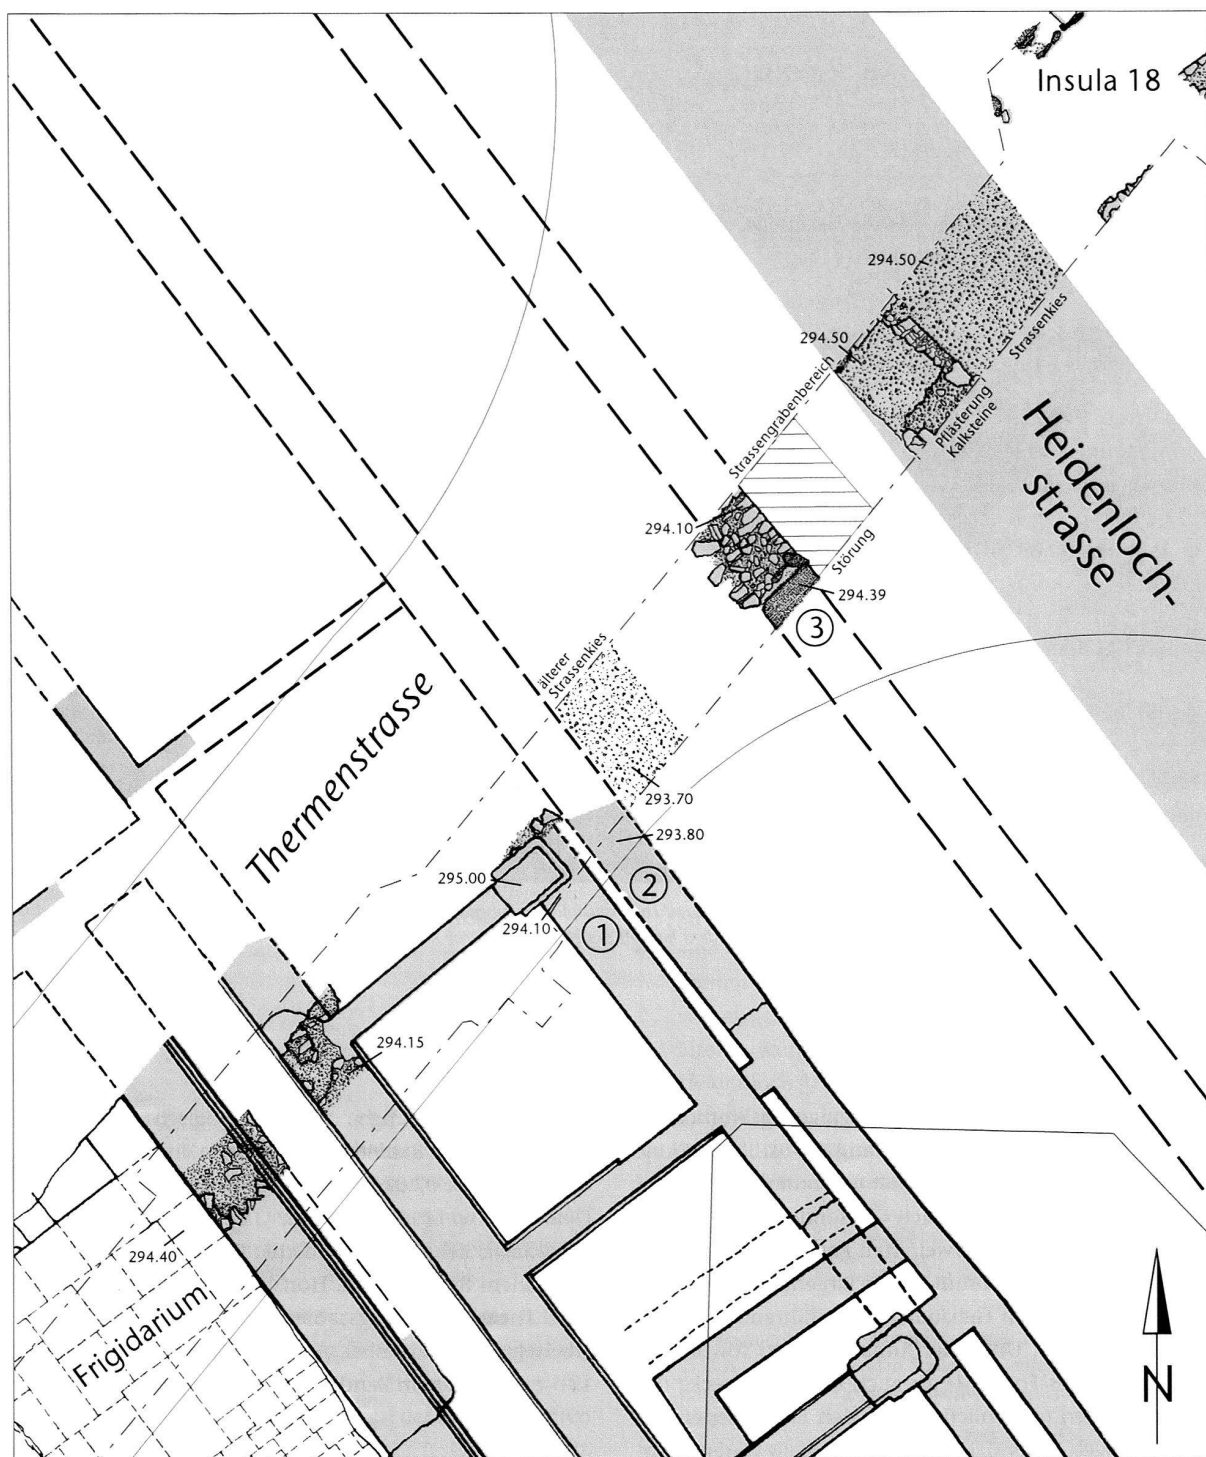 Insula 18
294.50
294.50
Strassenkies
Pflästerung
Kalksteine
Heidenloch-
strasse
Strassengrabenbereich
294.10
Störung
294.39
3
älterer
Strassenkies
Thermenstrasse
293.70
293.80
295.00
2
294.10
1
294.15
294.40
Frigidarium
N